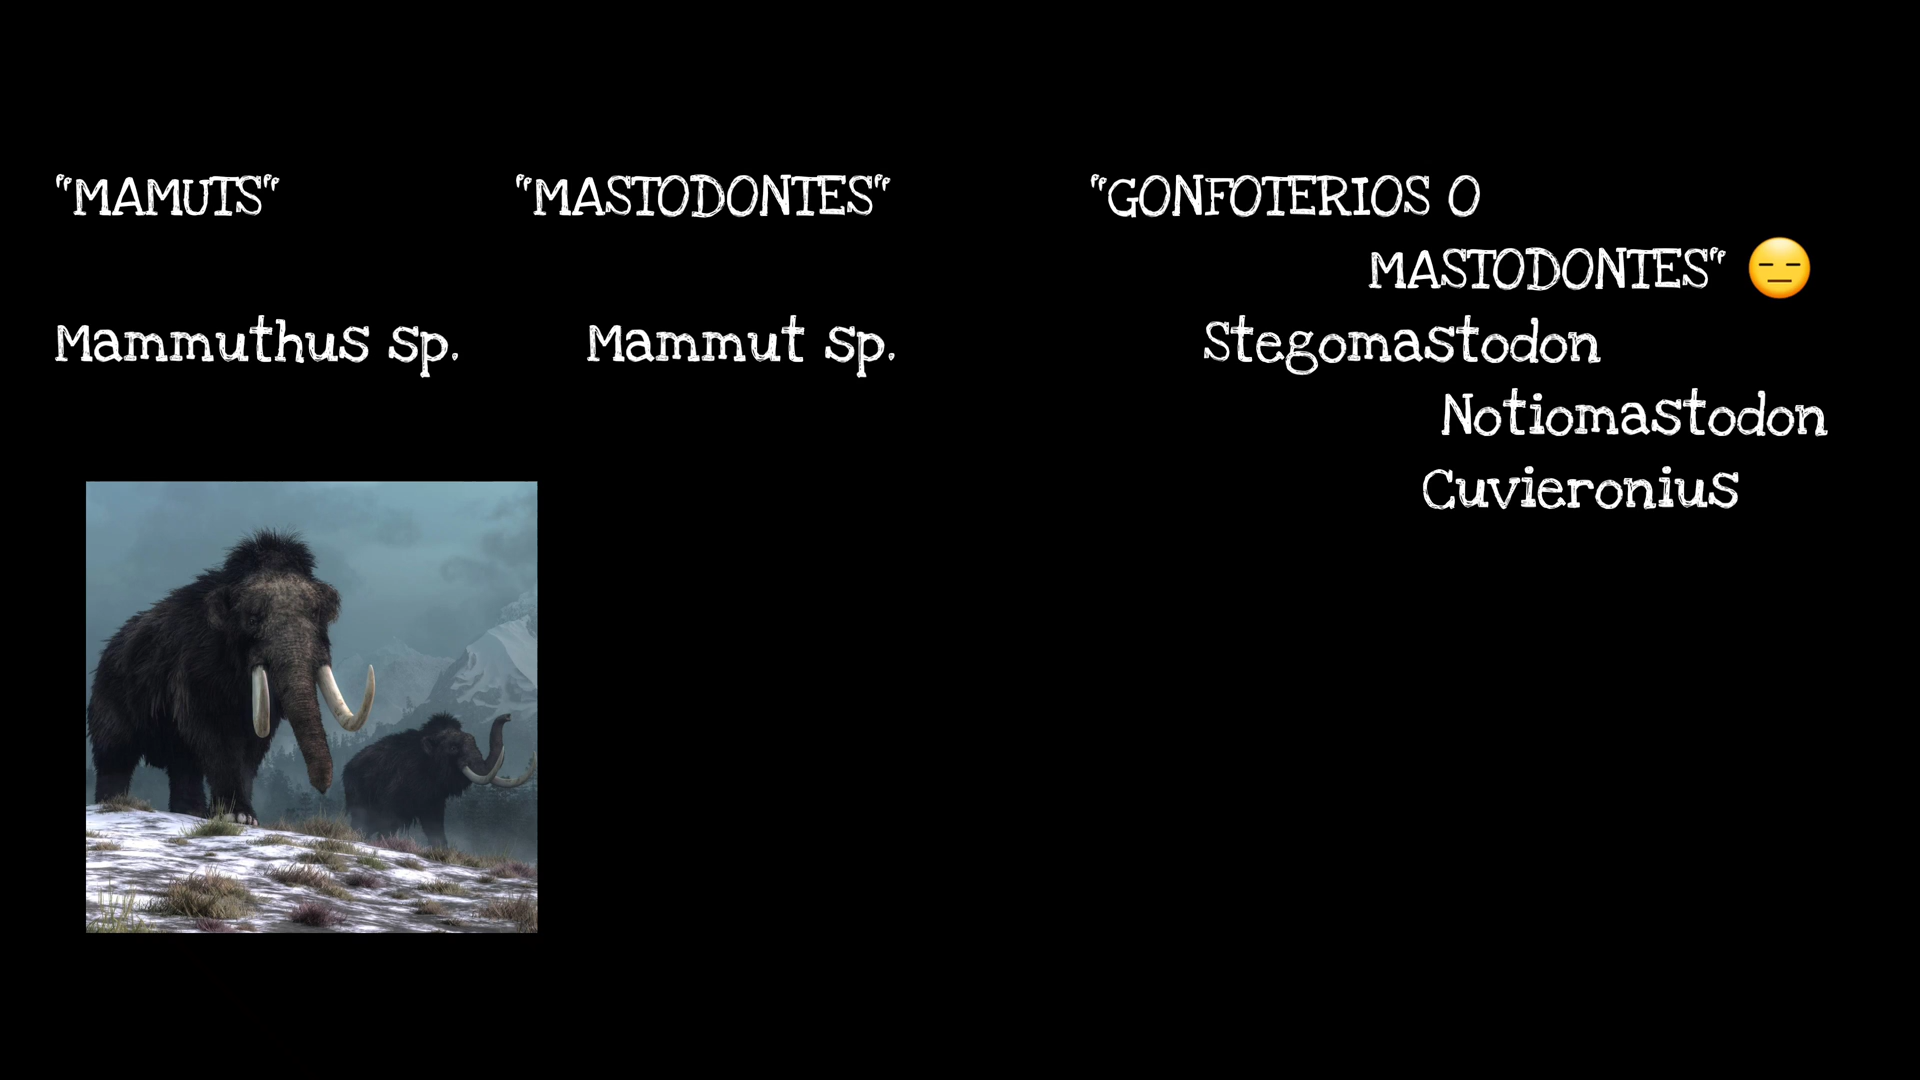 "MAMUTS"
"MASTODONTES"
"GONFOTERIOS O
MASTODONTES" 😑
Mammuthus sp.
Mammut sp.
Stegomastodon
Notiomastodon
Cuvieronius